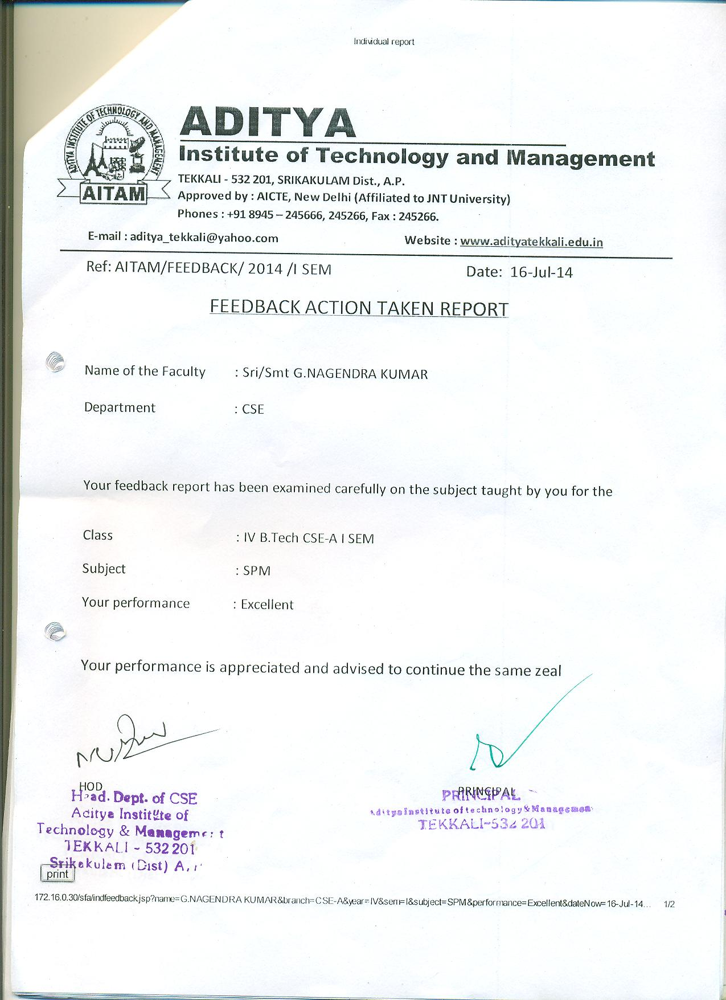 Individual report
ADITYA INSTITUTE OF TECHNOLOGY AND MANAGEMENT
AITAM
ADITYA
Institute of Technology and Management
TEKKALI - 532 201, SRIKAKULAM Dist., A.P.
Approved by : AICTE, New Delhi (Affiliated to JNT University)
Phones : +91 8945 – 245666, 245266, Fax : 245266.
E-mail : aditya_tekkali@yahoo.com Website : www.adityatekkali.edu.in
Ref: AITAM/FEEDBACK/ 2014 /I SEM Date: 16-Jul-14
FEEDBACK ACTION TAKEN REPORT
Name of the Faculty : Sri/Smt G.NAGENDRA KUMAR
Department : CSE
Your feedback report has been examined carefully on the subject taught by you for the
Class : IV B.Tech CSE-A I SEM
Subject : SPM
Your performance : Excellent
Your performance is appreciated and advised to continue the same zeal
HOD
Head. Dept. of CSE
Aditya Institute of
Technology & Management
TEKKALI - 532 201
Srikakulam (Dist) A.
PRINCIPAL
PRINCIPAL
Aditya Institute of technology & Management
TEKKALI-532 201
print
172.16.0.30/sfa/indfeedback.jsp?name=G.NAGENDRA KUMAR&branch=CSE-A&year=IV&sem=I&subject=SPM&performance=Excellent&dateNow=16-Jul-14... 1/2